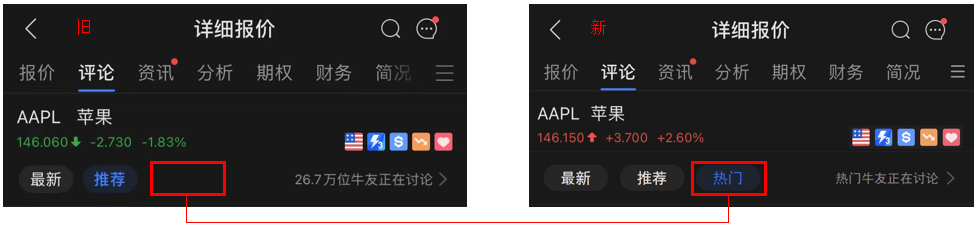 旧 详细报价
报价 评论 资讯 分析 期权 财务 简况
AAPL 苹果
146.060 -2.730 -1.83%
最新 推荐 26.7万位牛友正在讨论
新 详细报价
报价 评论 资讯 分析 期权 财务 简况
AAPL 苹果
146.150 +3.700 +2.60%
最新 推荐 热门 热门牛友正在讨论